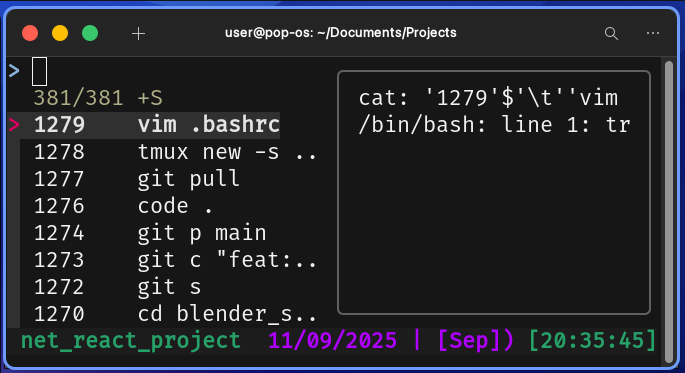 user@pop-os: ~/Documents/Projects
>
381/381 +S
> 1279 vim .bashrc
1278 tmux new -s ..
1277 git pull
1276 code .
1274 git p main
1273 git c "feat:..
1272 git s
1270 cd blender_s..
cat: '1279'$'\t''vim
/bin/bash: line 1: tr
net_react_project 11/09/2025 | [Sep]) [20:35:45]